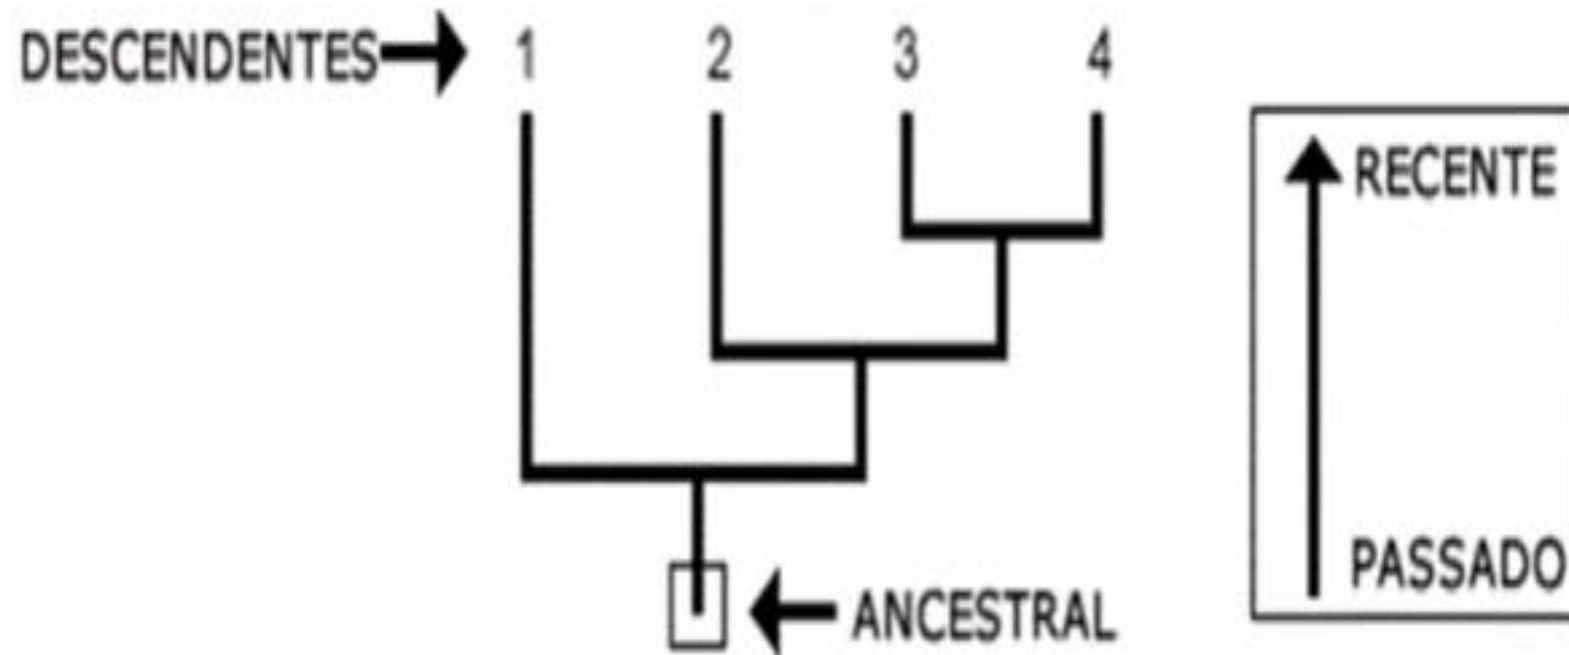 DESCENDENTES 1 2 3 4
RECENTE
PASSADO
ANCESTRAL